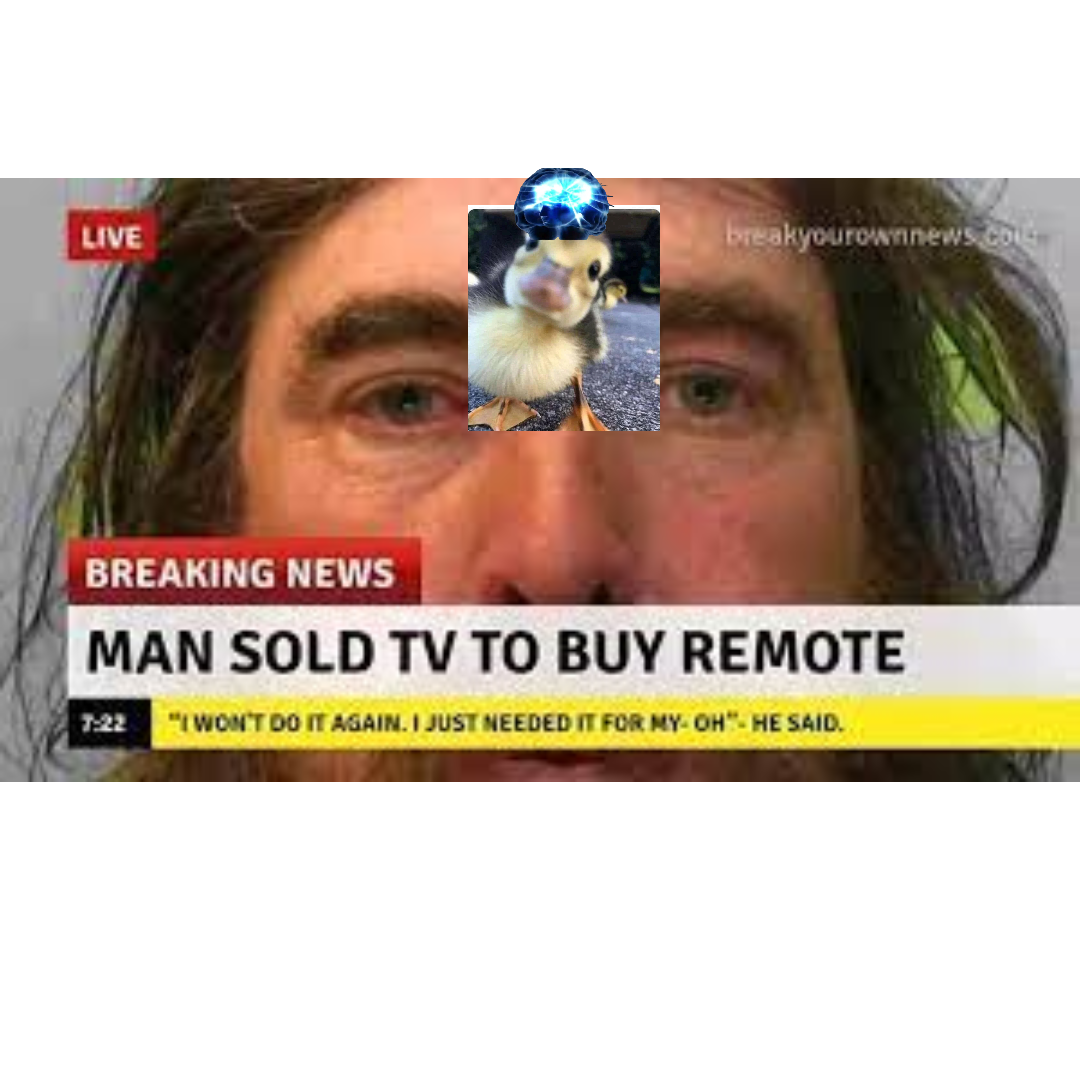 LIVE
breakyourownnews.com
BREAKING NEWS
MAN SOLD TV TO BUY REMOTE
7:22
"I WON'T DO IT AGAIN. I JUST NEEDED IT FOR MY- OH"- HE SAID.